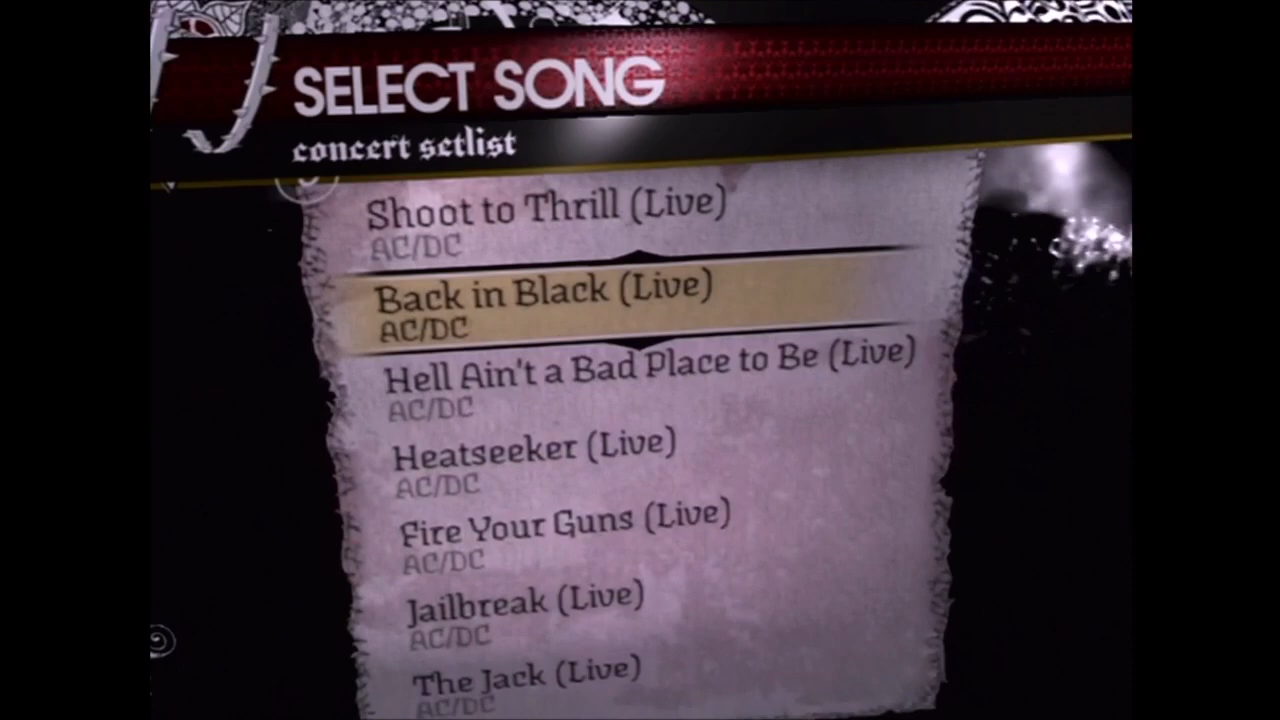 SELECT SONG
concert setlist
Shoot to Thrill (Live)
AC/DC
Back in Black (Live)
AC/DC
Hell Ain't a Bad Place to Be (Live)
AC/DC
Heatseeker (Live)
AC/DC
Fire Your Guns (Live)
AC/DC
Jailbreak (Live)
AC/DC
The Jack (Live)
AC/DC